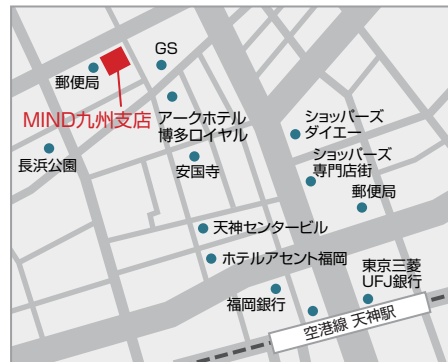 GS
郵便局
MIND九州支店
アークホテル
博多ロイヤル
ショッパーズ
ダイエー
長浜公園
安国寺
ショッパーズ
専門店街
郵便局
天神センタービル
ホテルアセント福岡
東京三菱
UFJ銀行
福岡銀行
空港線 天神駅